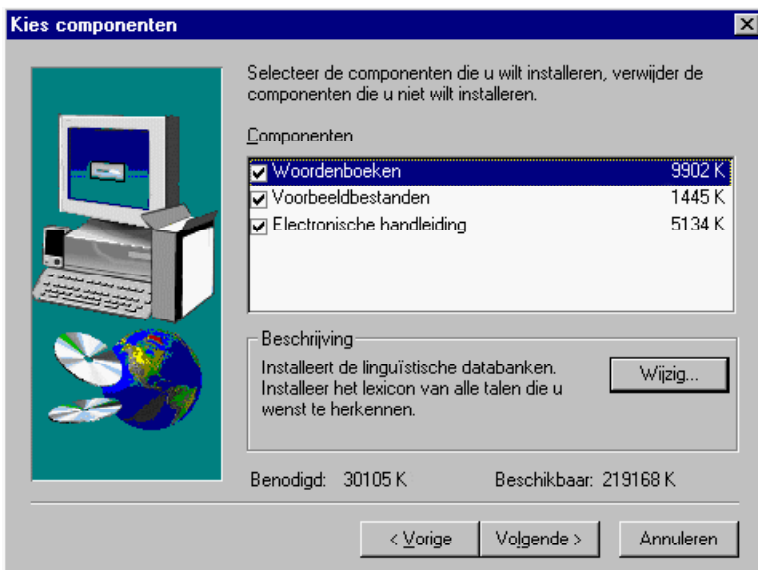 Kies componenten
Selecteer de componenten die u wilt installeren, verwijder de
componenten die u niet wilt installeren.
Componenten
Woordenboeken 9902 K
Voorbeeldbestanden 1445 K
Electronische handleiding 5134 K
Beschrijving
Installeert de linguïstische databanken.
Installeer het lexicon van alle talen die u
wenst te herkennen.
Wijzig...
Benodigd: 30105 K Beschikbaar: 219168 K
< Vorige Volgende > Annuleren